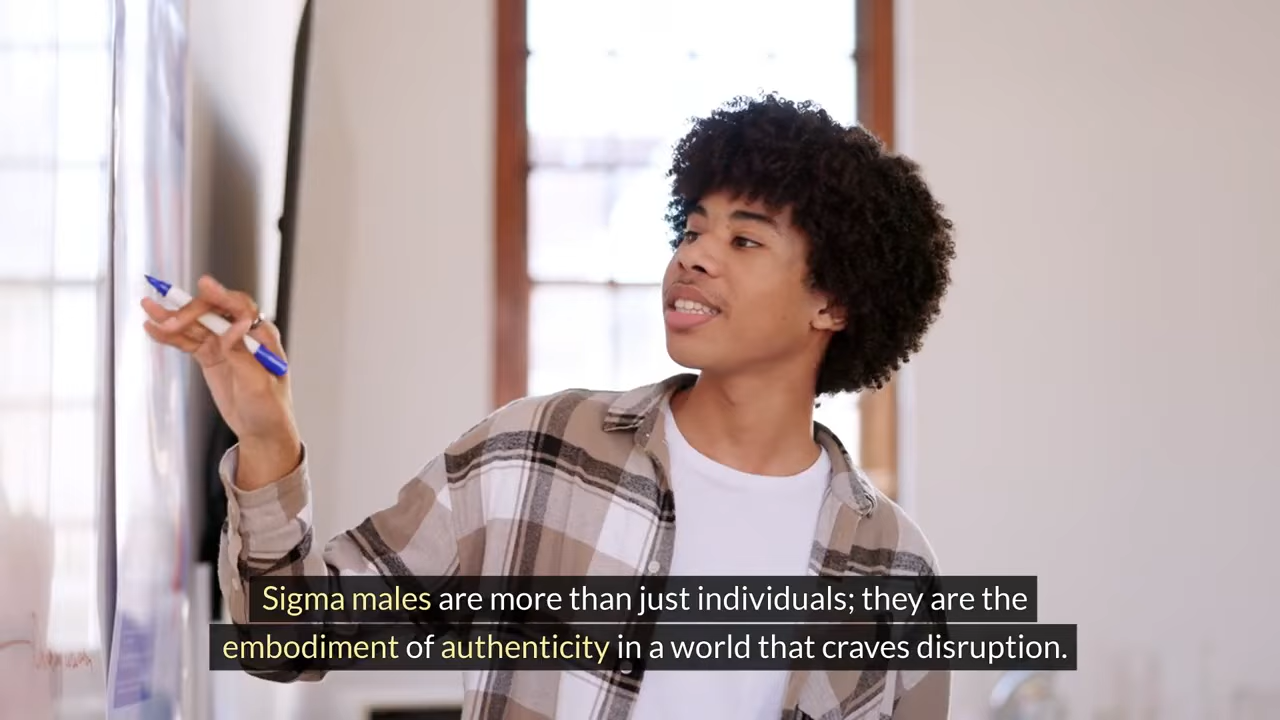 Sigma males are more than just individuals; they are the
embodiment of authenticity in a world that craves disruption.